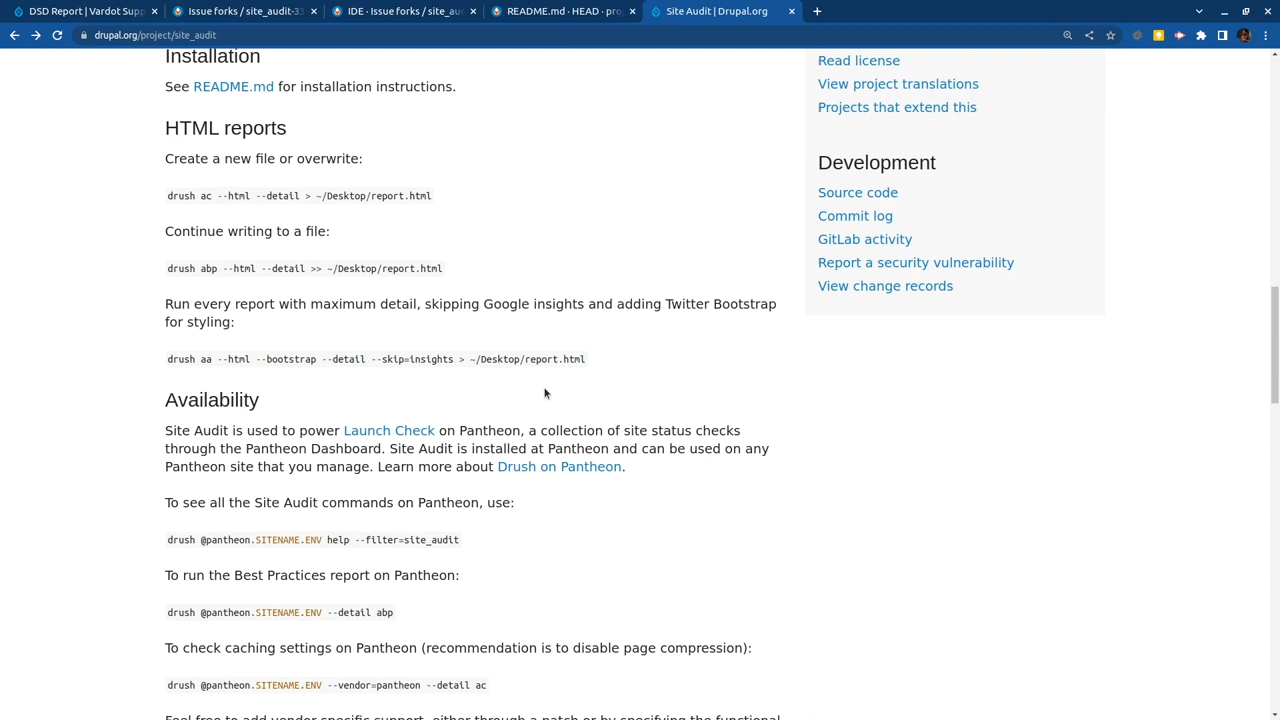 DSD Report | Vardot Supp
Issue forks / site_audit-33
IDE · Issue forks / site_au
README.md · HEAD · proj
Site Audit | Drupal.org
drupal.org/project/site_audit
Installation
See README.md for installation instructions.
HTML reports
Create a new file or overwrite:
drush ac --html --detail > ~/Desktop/report.html
Continue writing to a file:
drush abp --html --detail >> ~/Desktop/report.html
Run every report with maximum detail, skipping Google insights and adding Twitter Bootstrap
for styling:
drush aa --html --bootstrap --detail --skip=insights > ~/Desktop/report.html
Availability
Site Audit is used to power Launch Check on Pantheon, a collection of site status checks
through the Pantheon Dashboard. Site Audit is installed at Pantheon and can be used on any
Pantheon site that you manage. Learn more about Drush on Pantheon.
To see all the Site Audit commands on Pantheon, use:
drush @pantheon.SITENAME.ENV help --filter=site_audit
To run the Best Practices report on Pantheon:
drush @pantheon.SITENAME.ENV --detail abp
To check caching settings on Pantheon (recommendation is to disable page compression):
drush @pantheon.SITENAME.ENV --vendor=pantheon --detail ac
Feel free to add vendor specific support, either through a patch or by specifying the functional
Read license
View project translations
Projects that extend this
Development
Source code
Commit log
GitLab activity
Report a security vulnerability
View change records